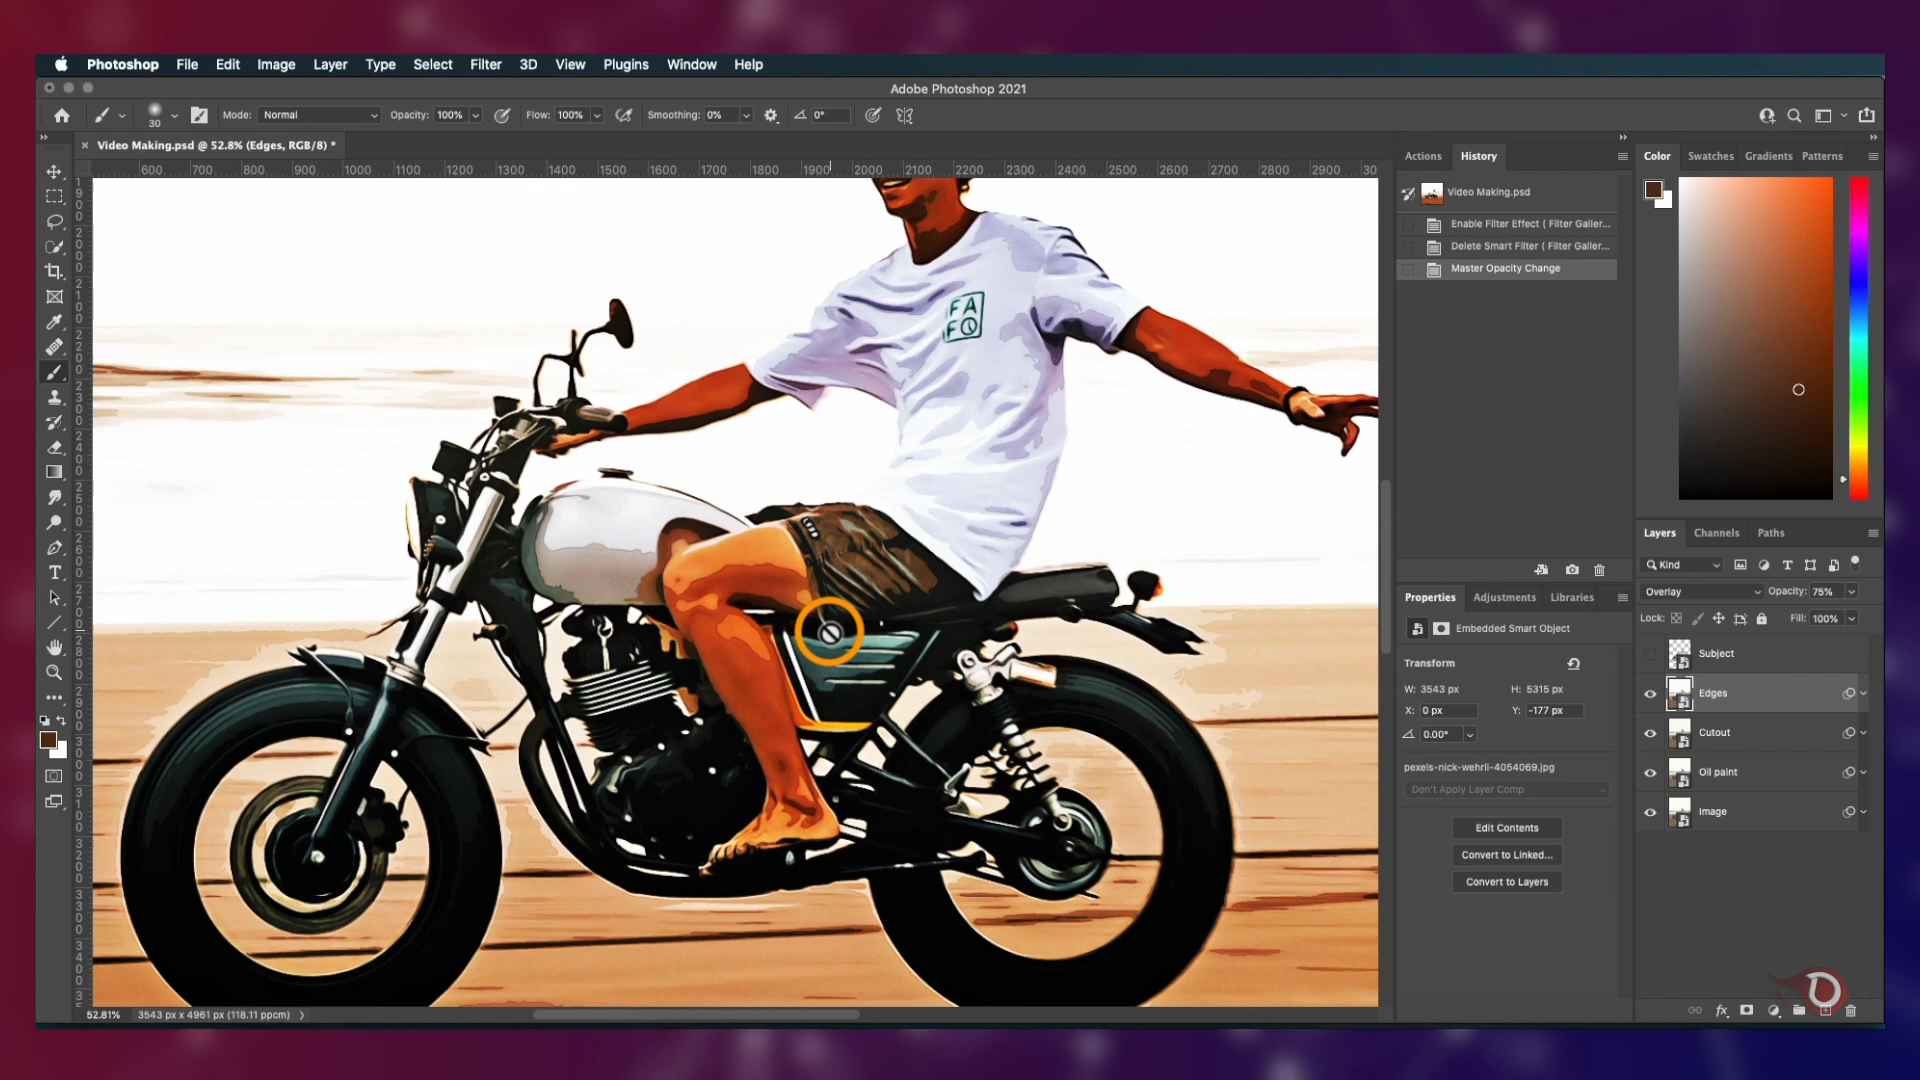 Photoshop File Edit Image Layer Type Select Filter 3D View Plugins Window Help
Adobe Photoshop 2021
30 Mode: Normal Opacity: 100% Flow: 100% Smoothing: 0% 0°
Video Making.psd @ 52.8% (Edges, RGB/8) *
600 700 800 900 1000 1100 1200 1300 1400 1500 1600 1700 1800 1900 2000 2100 2200 2300 2400 2500 2600 2700 2800 2900 30
FA
FO
52.81% 3543 px x 4961 px (118.11 ppcm)
Actions History
Video Making.psd
Enable Filter Effect ( Filter Galler...
Delete Smart Filter ( Filter Galler...
Master Opacity Change
Properties Adjustments Libraries
Embedded Smart Object
Transform
W: 3543 px H: 5315 px
X: 0 px Y: -177 px
0.00°
pexels-nick-wehrli-4054069.jpg
Don't Apply Layer Comp
Edit Contents
Convert to Linked...
Convert to Layers
Color Swatches Gradients Patterns
Layers Channels Paths
Kind
Overlay Opacity: 75%
Lock: Fill: 100%
Subject
Edges
Cutout
Oil paint
Image